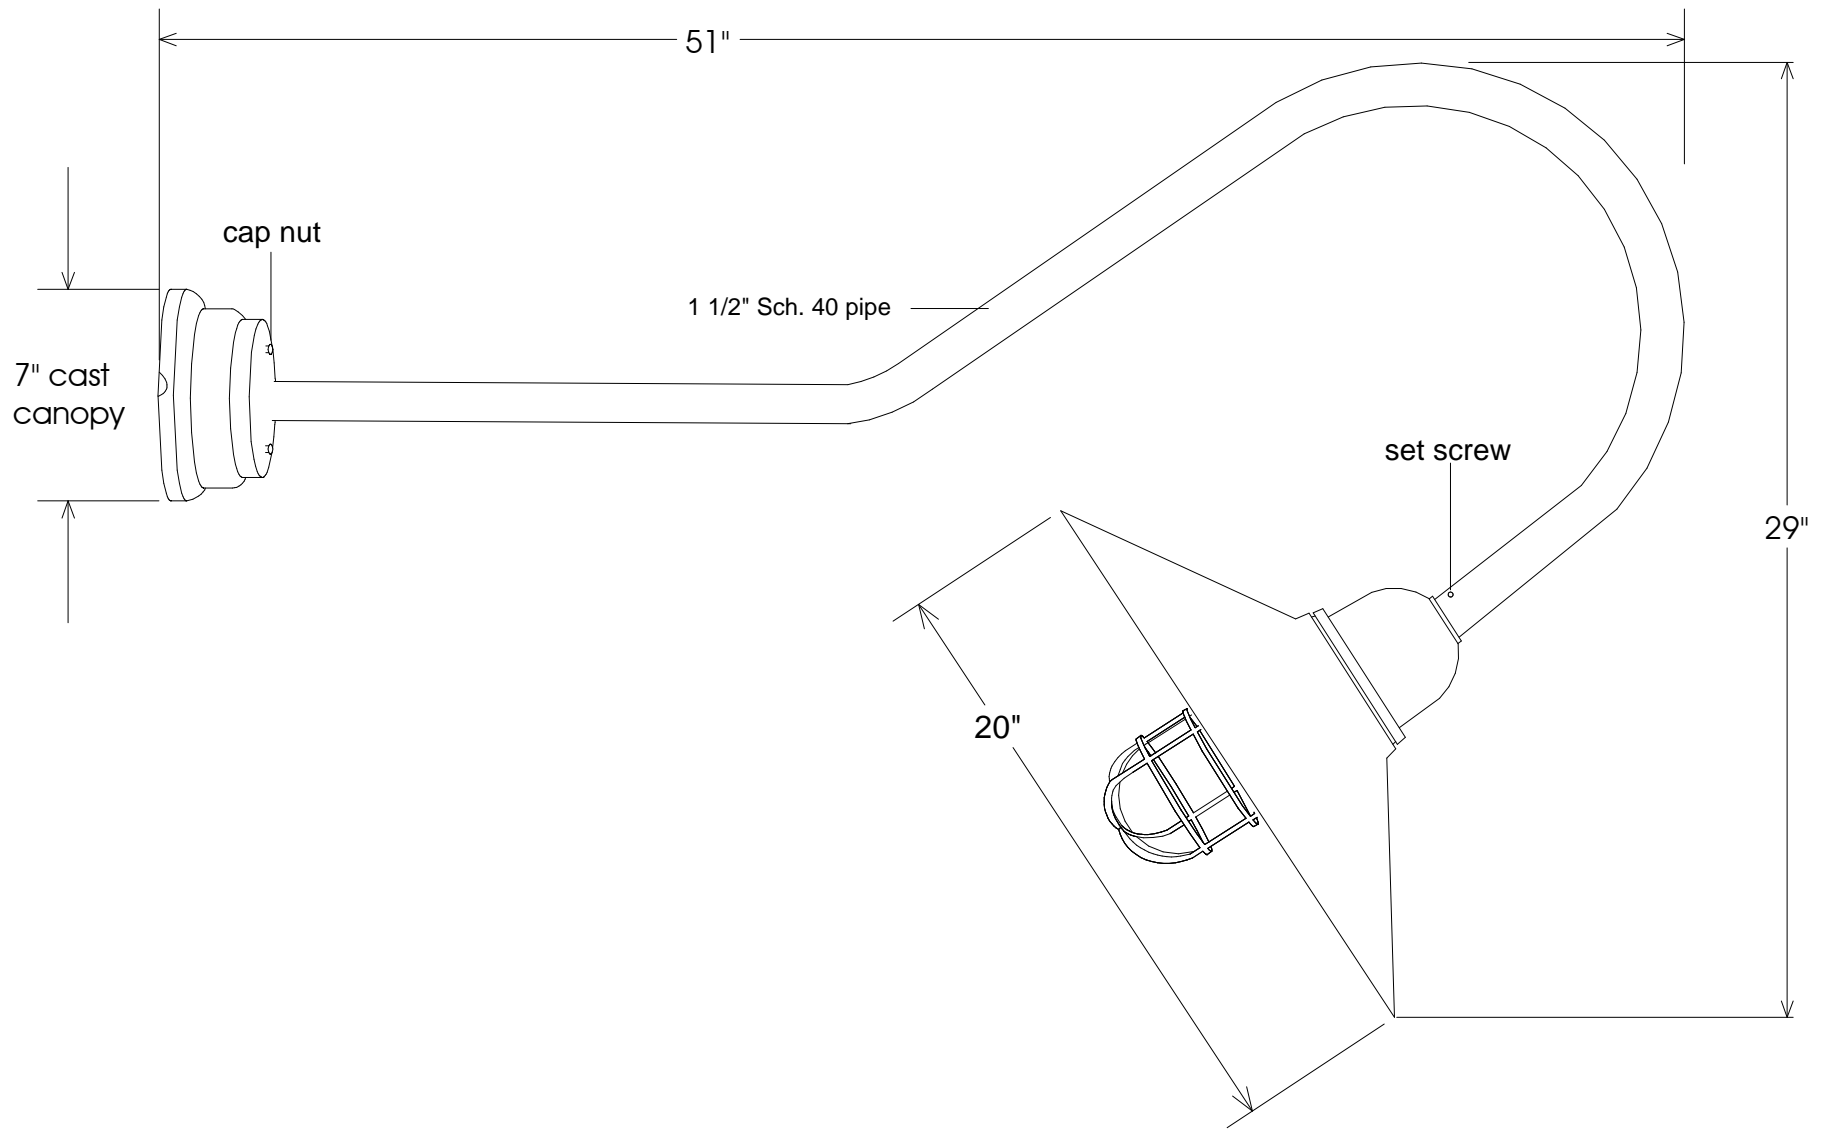 51"
cap nut
1 1/2" Sch. 40 pipe
7" cast
canopy
set screw
29"
20"